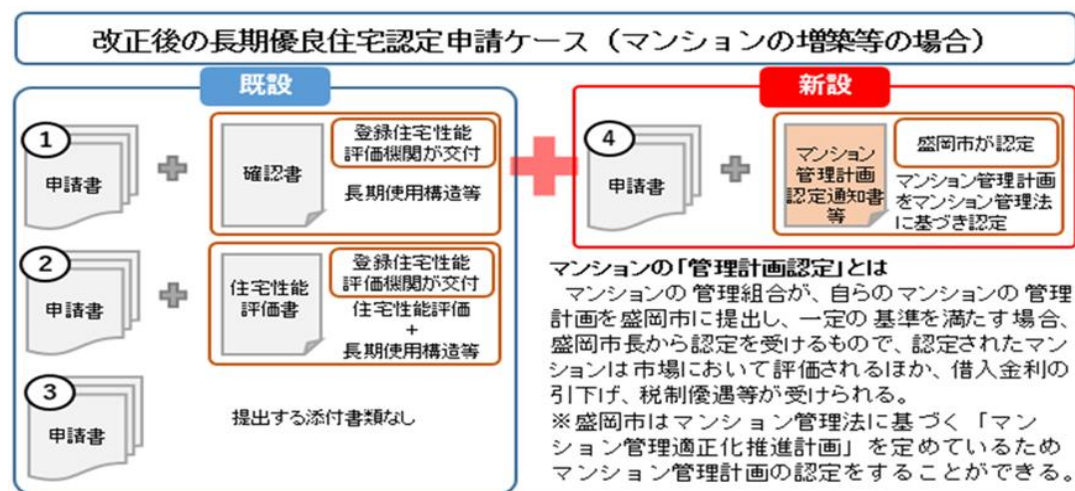 改正後の長期優良住宅認定申請ケース（マンションの増築等の場合）
既設
1
申請書
確認書
登録住宅性能
評価機関が交付
長期使用構造等
2
申請書
住宅性能
評価書
登録住宅性能
評価機関が交付
住宅性能評価
+
長期使用構造等
3
申請書
提出する添付書類なし
新設
4
申請書
マンション
管理計画
認定通知書
等
盛岡市が認定
マンション管理計画
をマンション管理法
に基づき認定
マンションの「管理計画認定」とは
マンションの管理組合が、自らのマンションの管理
計画を盛岡市に提出し、一定の基準を満たす場合、
盛岡市長から認定を受けるもので、認定されたマン
ションは市場において評価されるほか、借入金利の
引下げ、税制優遇等が受けられる。
※盛岡市はマンション管理法に基づく「マン
ション管理適正化推進計画」を定めているため
マンション管理計画の認定をすることができる。